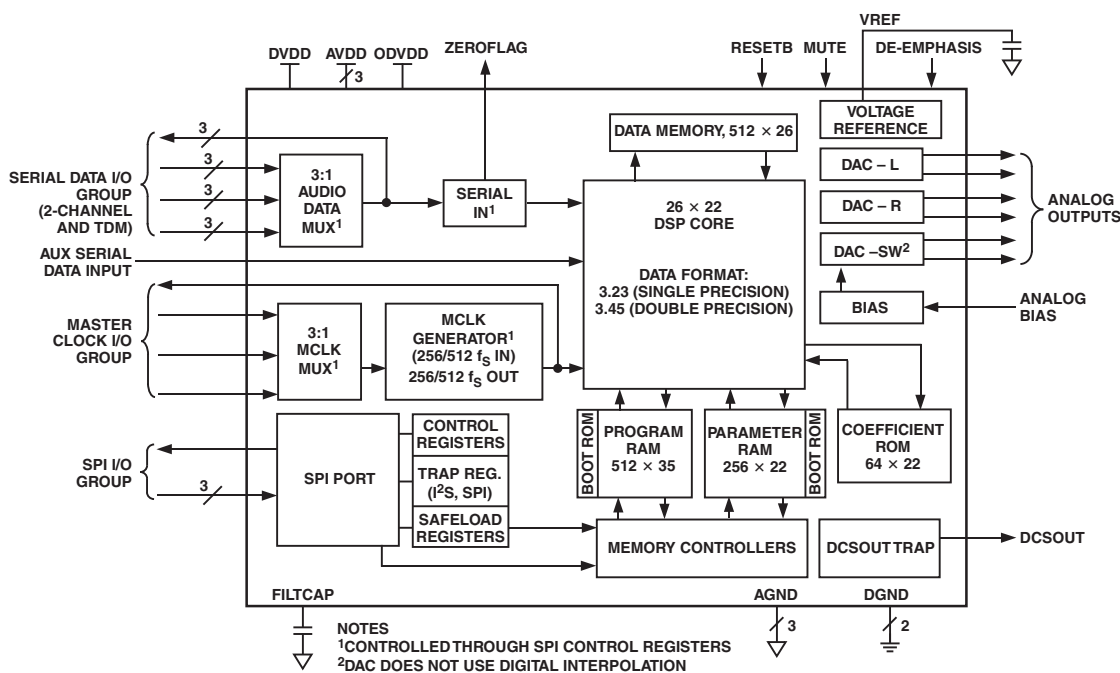 VREF
DVDD
AVDD
3
ODVDD
ZEROFLAG
RESETB
MUTE
DE-EMPHASIS
SERIAL DATA I/O
GROUP
(2-CHANNEL
AND TDM)
3
3
3
3
3:1
AUDIO
DATA
MUX¹
SERIAL
IN¹
DATA MEMORY, 512 × 26
VOLTAGE
REFERENCE
DAC – L
DAC – R
DAC –SW²
ANALOG
OUTPUTS
26 × 22
DSP CORE
DATA FORMAT:
3.23 (SINGLE PRECISION)
3.45 (DOUBLE PRECISION)
AUX SERIAL
DATA INPUT
BIAS
ANALOG
BIAS
MASTER
CLOCK I/O
GROUP
3:1
MCLK
MUX¹
MCLK
GENERATOR¹
(256/512 fS IN)
256/512 fS OUT
SPI I/O
GROUP
3
SPI PORT
CONTROL
REGISTERS
TRAP REG.
(I²S, SPI)
SAFELOAD
REGISTERS
BOOT ROM
PROGRAM
RAM
512 × 35
PARAMETER
RAM
256 × 22
BOOT ROM
COEFFICIENT
ROM
64 × 22
MEMORY CONTROLLERS
DCSOUT TRAP
DCSOUT
FILTCAP
AGND
3
DGND
2
NOTES
¹CONTROLLED THROUGH SPI CONTROL REGISTERS
²DAC DOES NOT USE DIGITAL INTERPOLATION